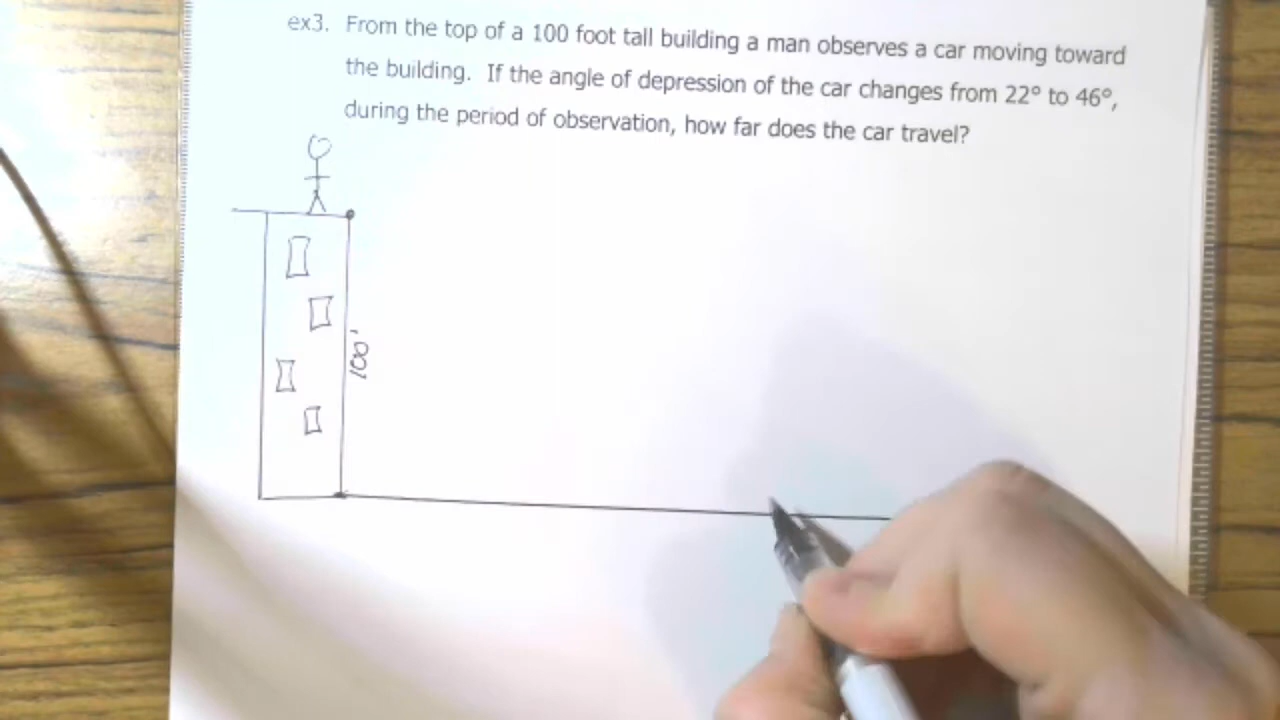 ex3. From the top of a 100 foot tall building a man observes a car moving toward
the building. If the angle of depression of the car changes from 22° to 46°,
during the period of observation, how far does the car travel?
100'